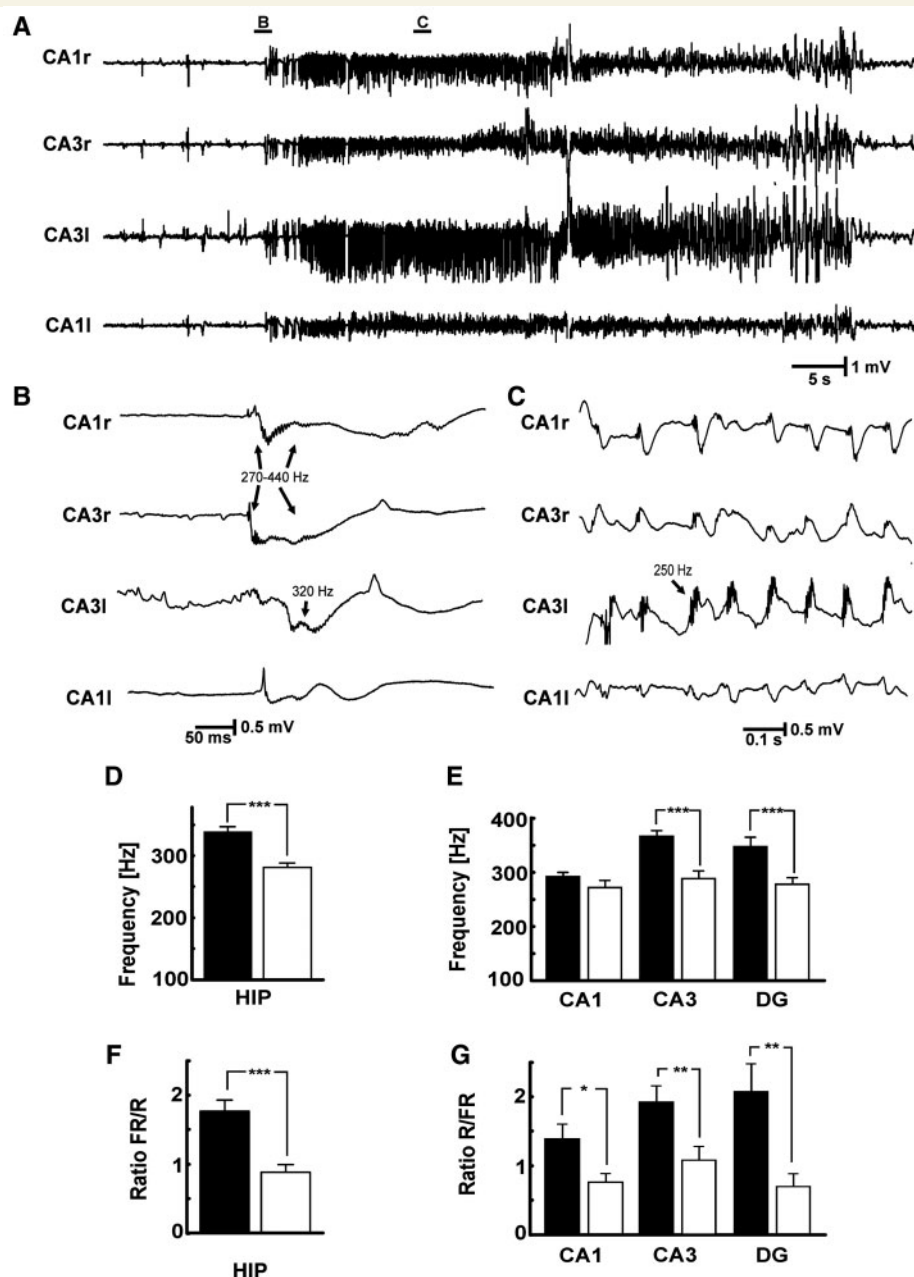 A
B
C
CA1r
CA3r
CA3l
CA1l
5 s
1 mV
B
CA1r
270-440 Hz
CA3r
320 Hz
CA3l
CA1l
50 ms
0.5 mV
C
CA1r
CA3r
250 Hz
CA3l
CA1l
0.1 s
0.5 mV
D
***
Frequency [Hz]
300
200
100
HIP
E
***
***
Frequency [Hz]
400
300
300
200
100
CA1
CA3
DG
F
***
Ratio FR/R
2
1
0
HIP
G
*
**
**
Ratio R/FR
2
1
0
CA1
CA3
DG